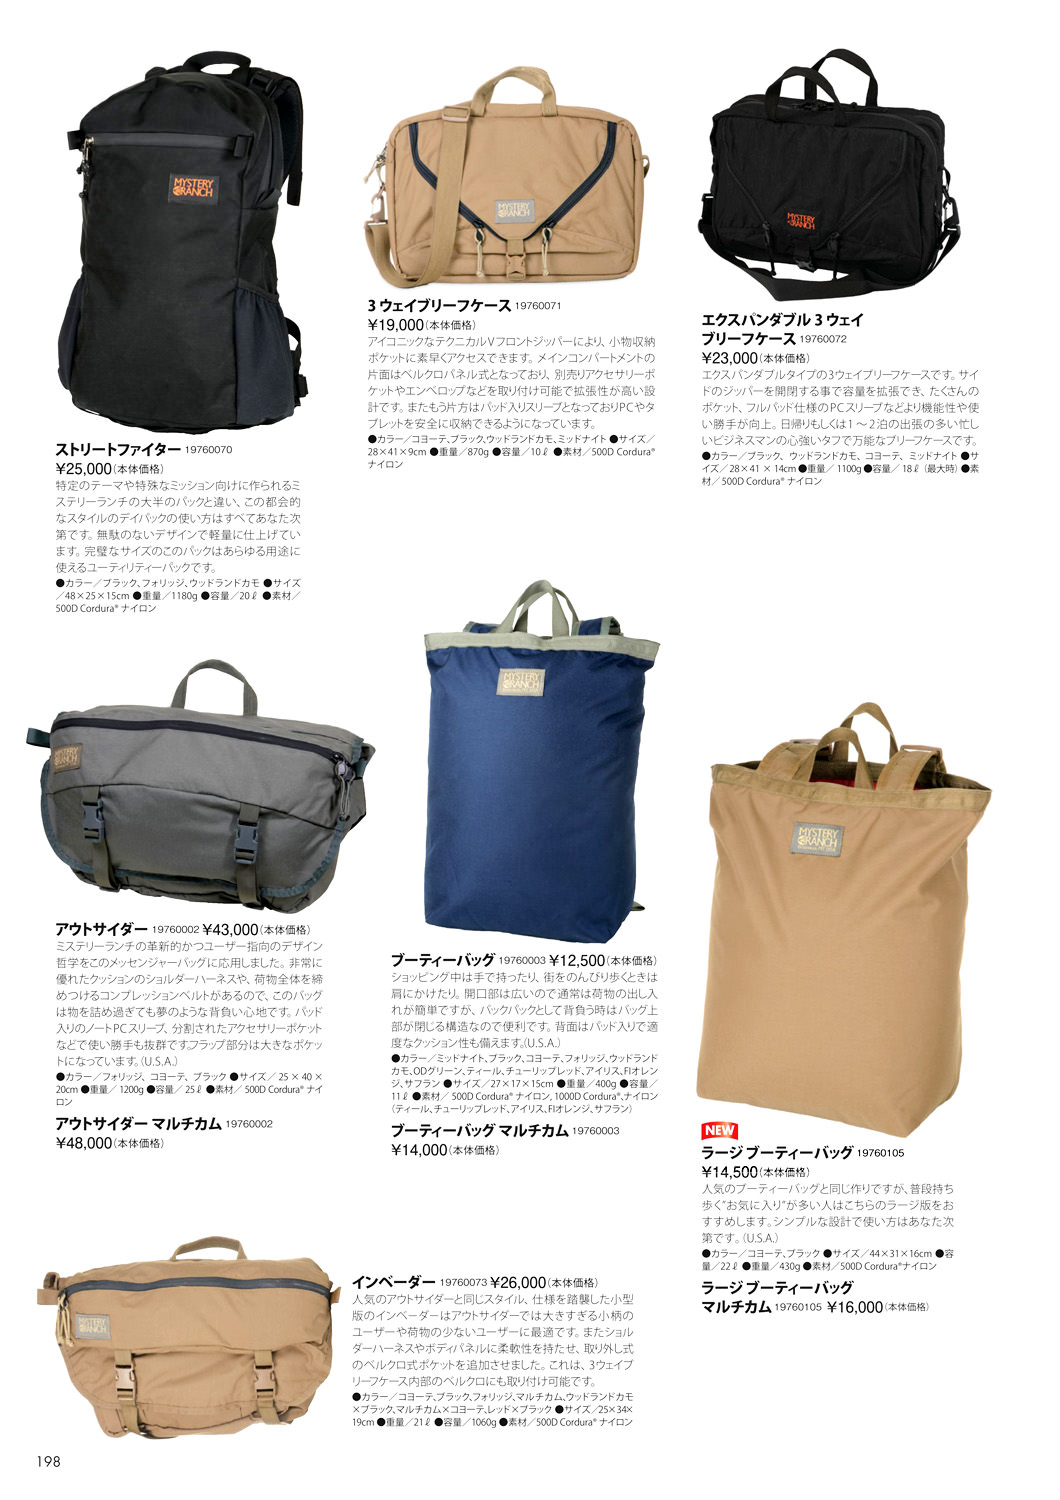 MYSTERY
RANCH
ストリートファイター 19760070
¥25,000(本体価格)
特定のテーマや特殊なミッション向けに作られるミ
ステリーランチの大半のパックと違い、この都会的
なスタイルのデイパックの使い方はすべてあなた次
第です。無駄のないデザインで軽量に仕上げてい
ます。完璧なサイズのこのパックはあらゆる用途に
使えるユーティリティーパックです。
●カラー／ブラック、フォリッジ、ウッドランドカモ ●サイズ
／48×25×15cm ●重量／1180g ●容量／20ℓ ●素材／
500D Cordura® ナイロン
MYSTERY
RANCH
3 ウェイブリーフケース 19760071
¥19,000(本体価格)
アイコニックなテクニカルVフロントジッパーにより、小物収納
ポケットに素早くアクセスできます。メインコンパートメントの
片面はベルクロパネル式となっており、別売りアクセサリーポ
ケットやエンベロップなどを取り付け可能で拡張性が高い設
計です。またもう片方はパッド入りスリーブとなっておりPCやタ
ブレットを安全に収納できるようになっています。
●カラー／コヨーテ,ブラック,ウッドランドカモ,ミッドナイト ●サイズ／
28×41×9cm ●重量／870g ●容量／10ℓ ●素材／500D Cordura®
ナイロン
MYSTERY
RANCH
エクスパンダブル 3 ウェイ
ブリーフケース 19760072
¥23,000(本体価格)
エクスパンダブルタイプの3ウェイブリーフケースです。サイ
ドのジッパーを開閉する事で容量を拡張でき、たくさんの
ポケット、フルパッド仕様のPCスリーブなどより機能性や使
い勝手が向上。日帰りもしくは1～2泊の出張の多い忙し
いビジネスマンの心強いタフで万能なブリーフケースです。
●カラー／ブラック、ウッドランドカモ、コヨーテ、ミッドナイト ●サ
イズ／28×41×14cm ●重量／1100g ●容量／18ℓ（最大時）●素
材／500D Cordura® ナイロン
MYSTERY
RANCH
アウトサイダー 19760002 ¥43,000(本体価格)
ミステリーランチの革新的かつユーザー指向のデザイン
哲学をこのメッセンジャーバッグに応用しました。非常に
優れたクッションのショルダーハーネスや、荷物全体を締
めつけるコンプレッションベルトがあるので、このバッグ
は物を詰め過ぎても夢のような背負い心地です。パッド
入りのノートPCスリーブ、分割されたアクセサリーポケット
などで使い勝手も抜群です。フラップ部分は大きなポケッ
トになっています。（U.S.A.）
●カラー／フォリッジ、コヨーテ、ブラック ●サイズ／25×40×
20cm ●重量／1200g ●容量／25ℓ ●素材／500D Cordura® ナイ
ロン
アウトサイダー マルチカム 19760002
¥48,000(本体価格)
MYSTERY
RANCH
ブーティーバッグ 19760003 ¥12,500(本体価格)
ショッピング中は手で持ったり、街をのんびり歩くときは
肩にかけたり。開口部は広いので通常は荷物の出し入
れが簡単ですが、バックパックとして背負う時はバッグ上
部が閉じる構造なので便利です。背面はパッド入りで適
度なクッション性も備えます。（U.S.A.）
●カラー／ミッドナイト、ブラック、コヨーテ、フォリッジ、ウッドランド
カモ、ODグリーン、ティール、チューリップレッド、アイリス、FIオレン
ジ、サフラン ●サイズ／27×17×15cm ●重量／400g ●容量／
11ℓ ●素材／500D Cordura® ナイロン, 1000D Cordura®,ナイロン
（ティール、チューリップレッド、アイリス、FIオレンジ、サフラン）
ブーティーバッグ マルチカム 19760003
¥14,000(本体価格)
MYSTERY
RANCH
NEW
ラージ ブーティーバッグ 19760105
¥14,500(本体価格)
人気のブーティーバッグと同じ作りですが、普段持ち
歩く"お気に入り"が多い人はこちらのラージ版をお
すすめします。シンプルな設計で使い方はあなた次
第です。（U.S.A.）
●カラー／コヨーテ、ブラック ●サイズ／44×31×16cm ●容
量／22ℓ ●重量／430g ●素材／500D Cordura®ナイロン
ラージ ブーティーバッグ
マルチカム 19760105 ¥16,000(本体価格)
MYSTERY
RANCH
インベーダー 19760073 ¥26,000(本体価格)
人気のアウトサイダーと同じスタイル、仕様を踏襲した小型
版のインベーダーはアウトサイダーでは大きすぎる小柄の
ユーザーや荷物の少ないユーザーに最適です。またショル
ダーハーネスやボディパネルに柔軟性を持たせ、取り外し式
のベルクロ式ポケットを追加させました。これは、3ウェイブ
リーフケース内部のベルクロにも取り付け可能です。
●カラー／コヨーテ,ブラック,フォリッジ,マルチカム,ウッドランドカモ
×ブラック,マルチカム×コヨーテ,レッド×ブラック ●サイズ／25×34×
19cm ●重量／21ℓ ●容量／1060g ●素材／500D Cordura® ナイロン
198